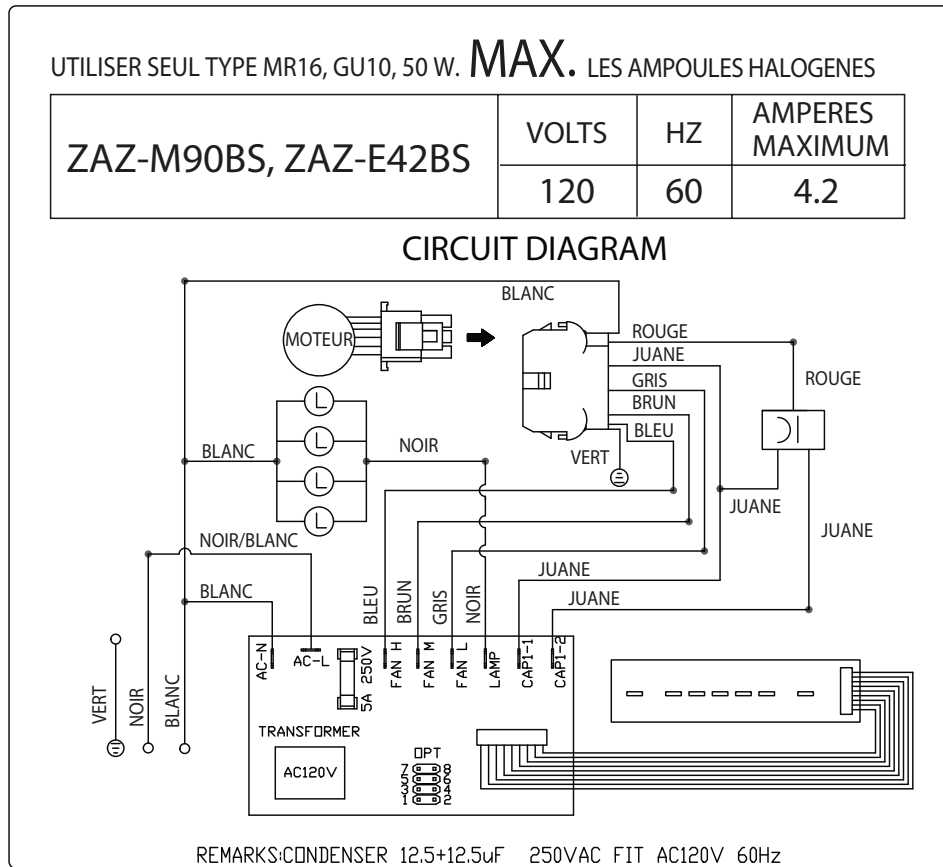 UTILISER SEUL TYPE MR16, GU10, 50 W. MAX. LES AMPOULES HALOGENES
ZAZ-M90BS, ZAZ-E42BS
VOLTS
HZ
AMPERES
MAXIMUM
120
60
4.2
CIRCUIT DIAGRAM
BLANC
MOTEUR
ROUGE
JUANE
ROUGE
GRIS
BRUN
BLEU
VERT
L
L
L
L
BLANC
NOIR
JUANE
JUANE
NOIR/BLANC
BLANC
JUANE
JUANE
BLEU
BRUN
GRIS
NOIR
VERT
NOIR
BLANC
AC-N
AC-L
5A 250V
FAN H
FAN M
FAN L
LAMP
CAP1-1
CAP1-2
TRANSFORMER
AC120V
OPT
7 8
5 6
3 4
1 2
REMARKS:CONDENSER 12.5+12.5uF 250VAC FIT AC120V 60Hz